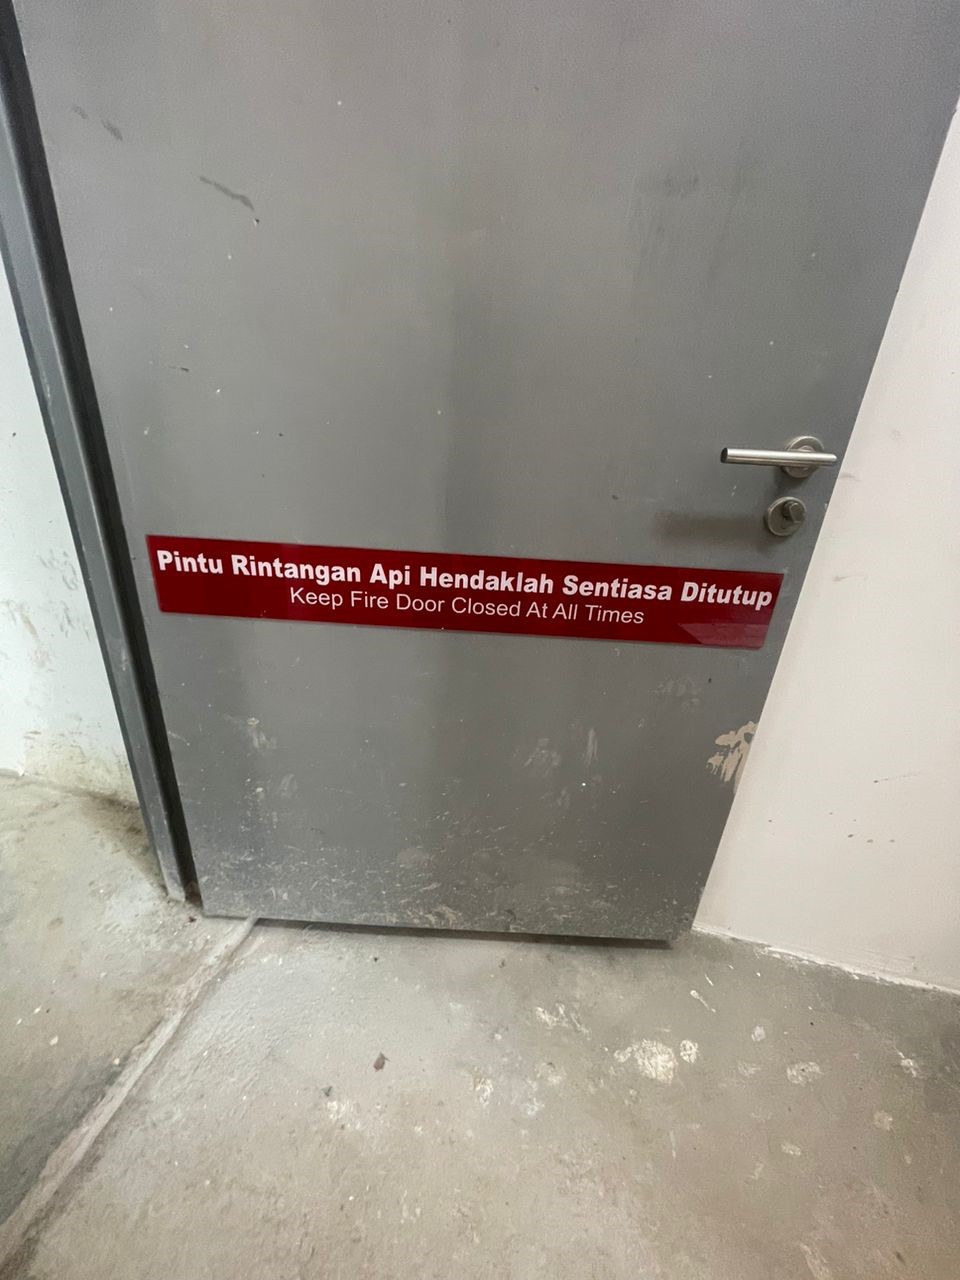 Pintu Rintangan Api Hendaklah Sentiasa Ditutup
Keep Fire Door Closed At All Times